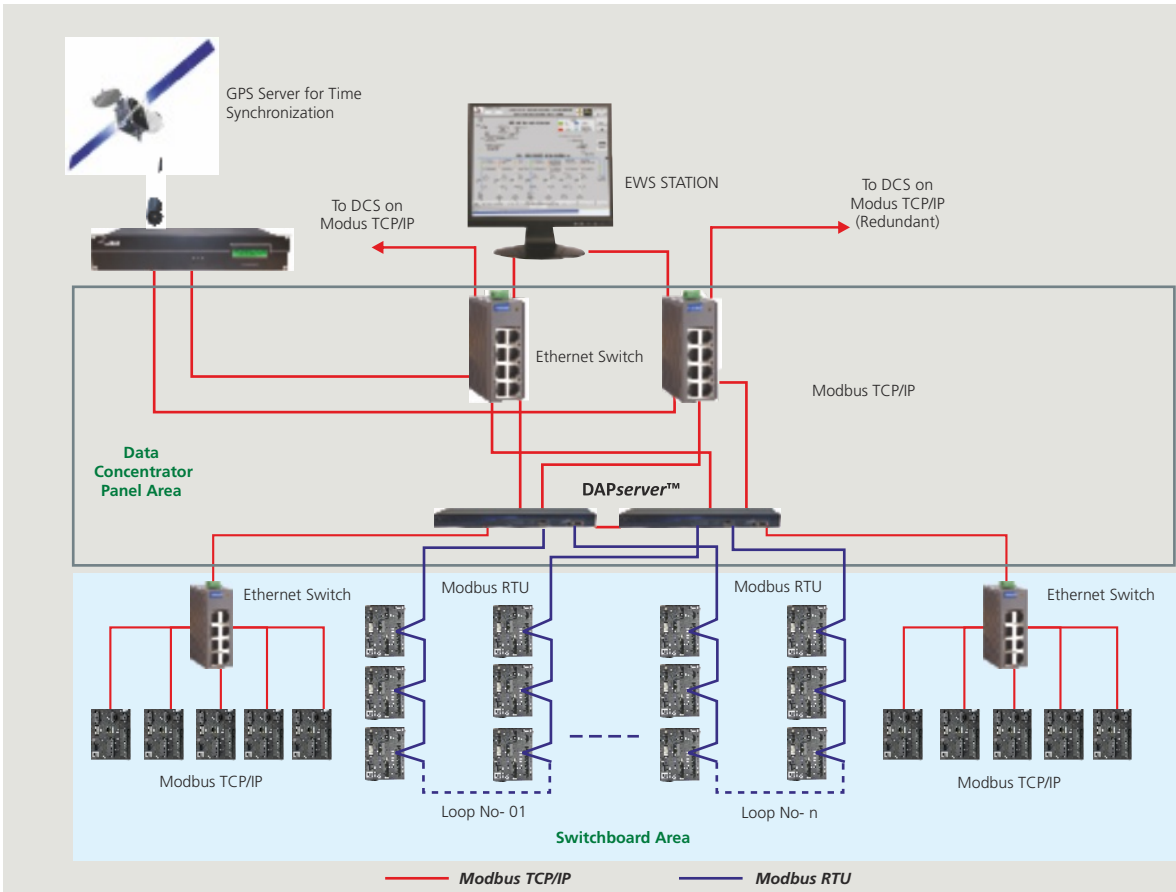 GPS Server for Time
Synchronization
EWS STATION
To DCS on
Modus TCP/IP
To DCS on
Modus TCP/IP
(Redundant)
Ethernet Switch
Modbus TCP/IP
Data
Concentrator
Panel Area
DAPserver™
Ethernet Switch
Modbus RTU
Modbus RTU
Ethernet Switch
Modbus TCP/IP
Modbus TCP/IP
Loop No- 01
Loop No- n
Switchboard Area
Modbus TCP/IP
Modbus RTU